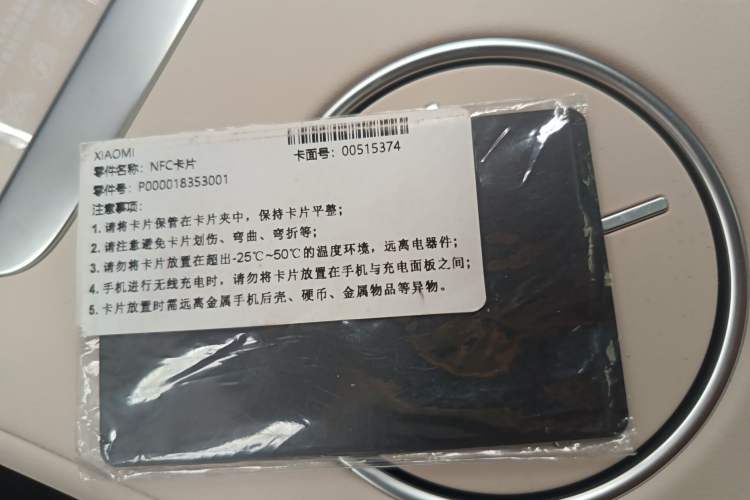 XIAOMI
零件名称：NFC卡片
卡面号：00515374
零件号：P000018353001
注意事项：
1. 请将卡片保管在卡片夹中，保持卡片平整；
2. 请注意避免卡片划伤、弯曲、弯折等；
3. 请勿将卡片放置在超出-25℃~50℃的温度环境，远离电器件；
4. 手机进行无线充电时，请勿将卡片放置在手机与充电面板之间；
5. 卡片放置时需远离金属手机后壳、硬币、金属物品等异物。